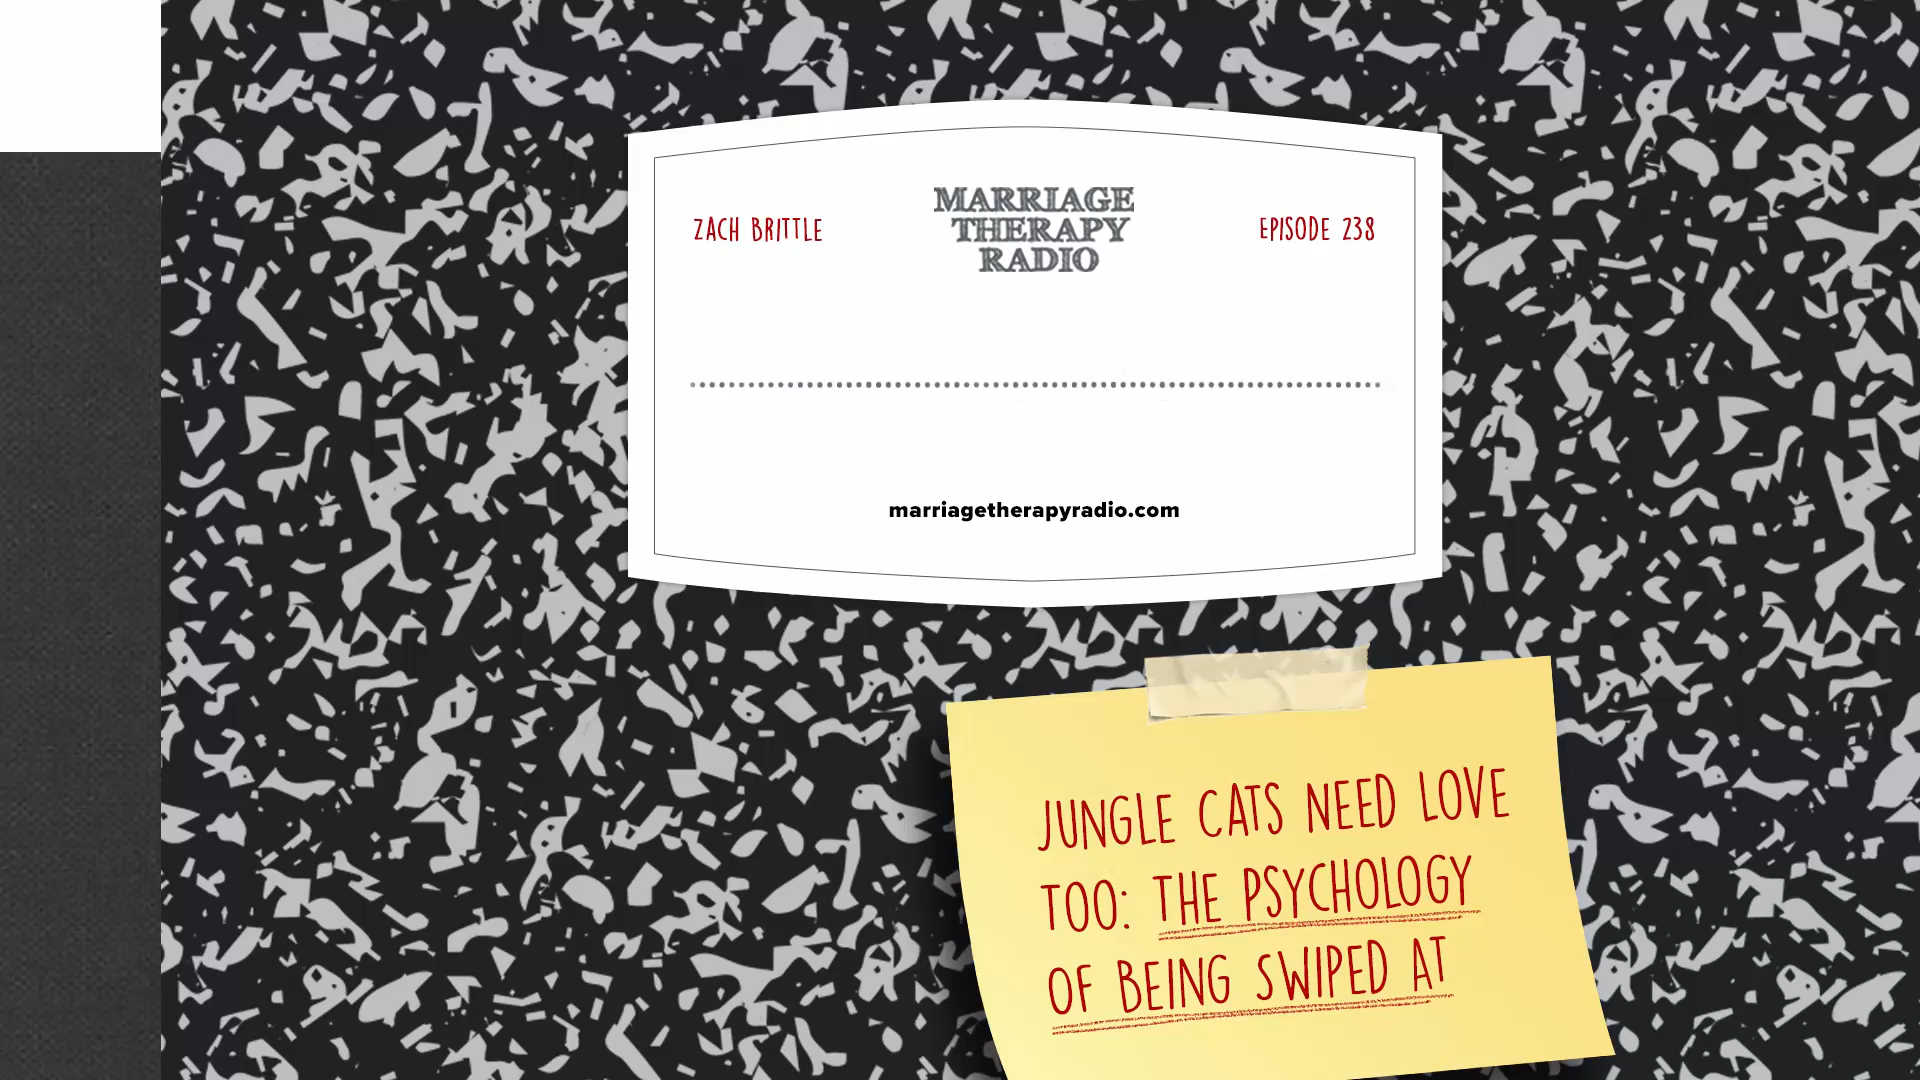 ZACH BRITTLE
MARRIAGE
THERAPY
RADIO
EPISODE 238
marriagetherapyradio.com
JUNGLE CATS NEED LOVE
TOO: THE PSYCHOLOGY
OF BEING SWIPED AT